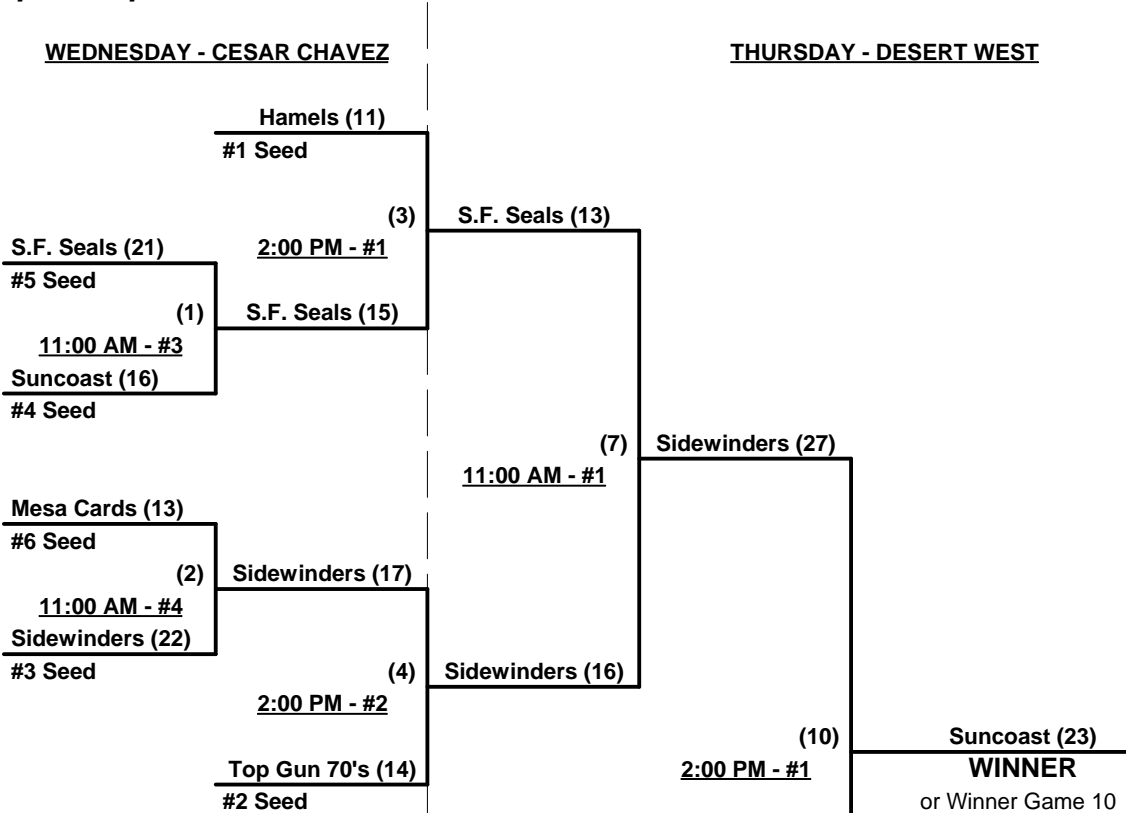 WEDNESDAY - CESAR CHAVEZ
THURSDAY - DESERT WEST
Hamels (11)
#1 Seed
(3)
S.F. Seals (13)
2:00 PM - #1
S.F. Seals (21)
#5 Seed
(1)
S.F. Seals (15)
11:00 AM - #3
Suncoast (16)
#4 Seed
(7)
Sidewinders (27)
11:00 AM - #1
Mesa Cards (13)
#6 Seed
(2)
Sidewinders (17)
11:00 AM - #4
Sidewinders (22)
#3 Seed
(4)
Sidewinders (16)
2:00 PM - #2
(10)
Suncoast (23)
Top Gun 70's (14)
2:00 PM - #1
WINNER
#2 Seed
or Winner Game 10